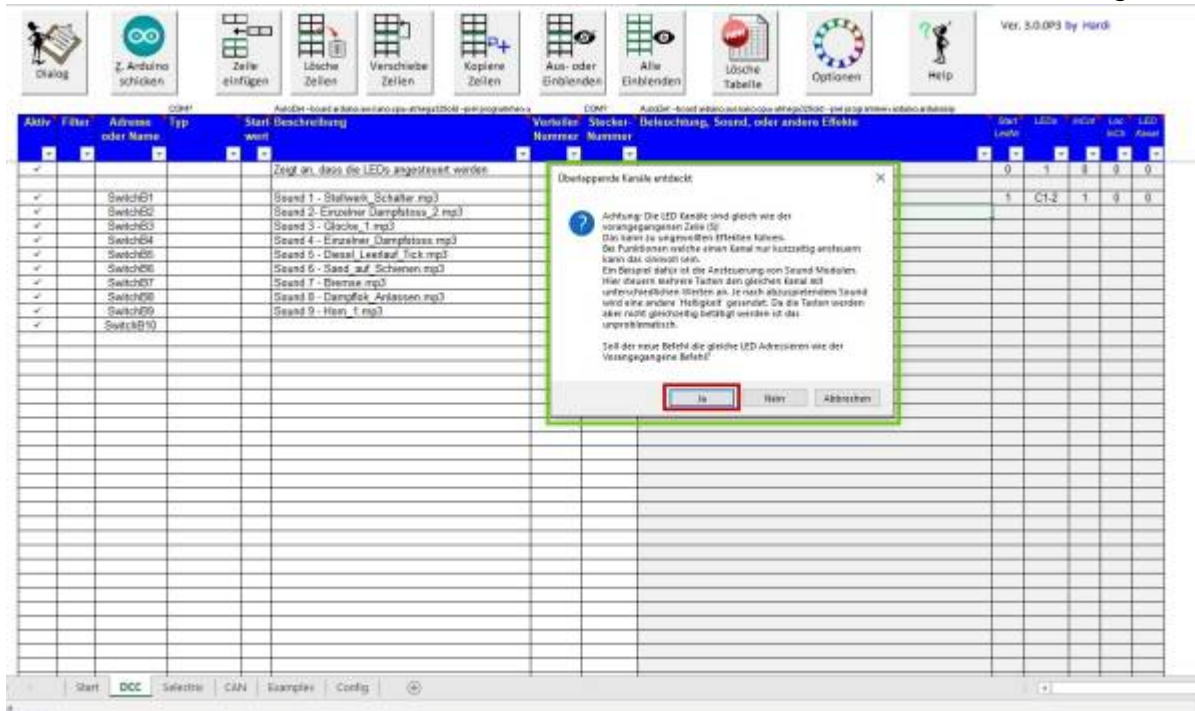 Dialog
Z. Arduino
schicken
Zeile
einfügen
Lösche
Zeilen
Verschiebe
Zeilen
Kopiere
Zeilen
Aus- oder
Einblenden
Alle
Einblenden
Lösche
Tabelle
Optionen
Help
Ver. 3.0.0P3 by Hardi
Aktiv Filter Adresse oder Name Typ Start wert Beschreibung Verteiler Nummer Stecker- Nummer Beleuchtung, Sound, oder andere Effekte Start LedNr LEDs InCnt Loc InCh LED Kanal
✓ Zeigt an, dass die LEDs angesteuert werden 0 1 0 0 0
✓ SwitchB1 Sound 1 - Stellwerk_Schalter.mp3 1 C1-2 1 0 0
✓ SwitchB2 Sound 2- Einzelner Dampfstoss_2.mp3
✓ SwitchB3 Sound 3 - Glocke_1.mp3
✓ SwitchB4 Sound 4 - Einzelner_Dampfstoss.mp3
✓ SwitchB5 Sound 5 - Diesel_Leerlauf_Tick.mp3
✓ SwitchB6 Sound 6 - Sand_auf_Schienen.mp3
✓ SwitchB7 Sound 7 - Bremse.mp3
✓ SwitchB8 Sound 8 - Dampflok_Anlassen.mp3
✓ SwitchB9 Sound 9 - Horn_1.mp3
✓ SwitchB10
Überlappende Kanäle entdeckt
Achtung: Die LED Kanäle sind gleich wie der
vorangegangenen Zeile (5)!
Das kann zu ungewollten Effekten führen.
Bei Funktionen welche einen Kanal nur kurzzeitig ansteuern
kann das sinnvoll sein.
Ein Beispiel dafür ist die Ansteuerung von Sound Modulen.
Hier steuern mehrere Tasten den gleichen Kanal mit
unterschiedlichen Werten an. Je nach abzuspielendem Sound
wird eine andere 'Helligkeit' gesendet. Da die Tasten werden
aber nicht gleichzeitig betätigt werden ist das
unproblematisch.
Soll der neue Befehl die gleiche LED Adressieren wie der
Vorangegangene Befehl?
Ja Nein Abbrechen
Start DCC Selectrix CAN Examples Config